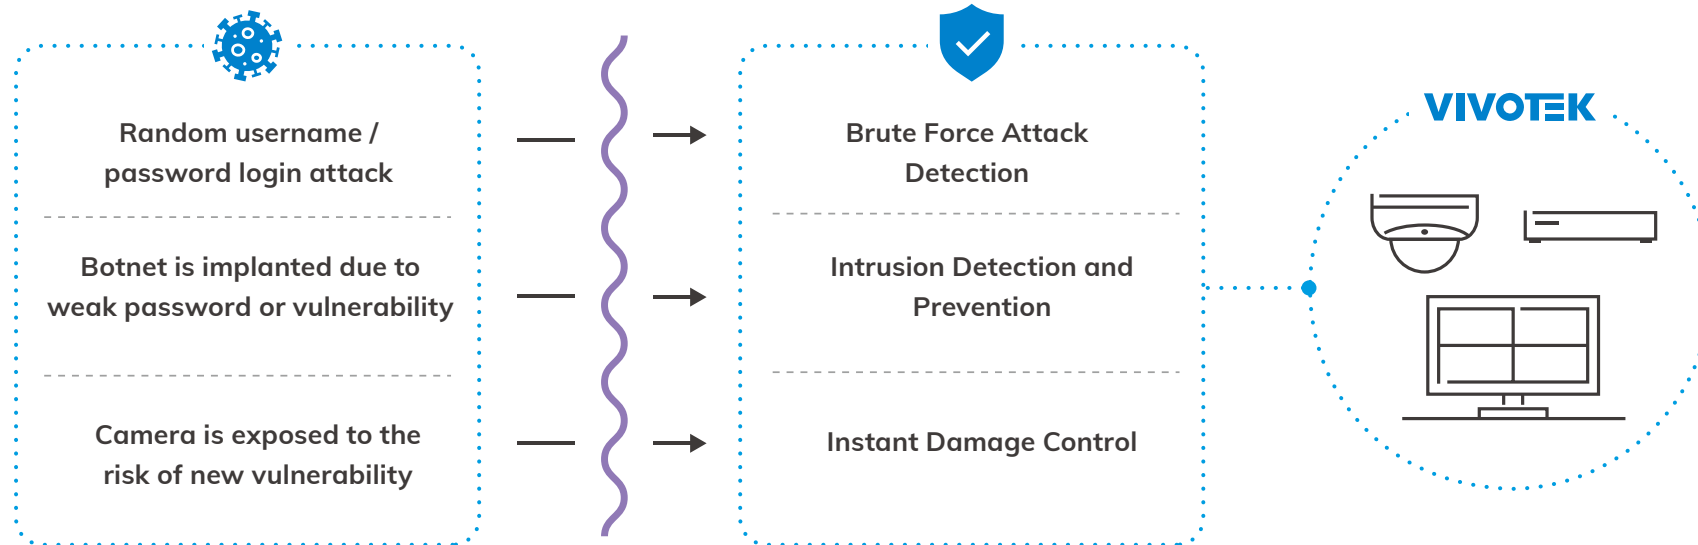 Random username /
password login attack
Botnet is implanted due to
weak password or vulnerability
Camera is exposed to the
risk of new vulnerability
Brute Force Attack
Detection
Intrusion Detection and
Prevention
Instant Damage Control
VIVOTEK